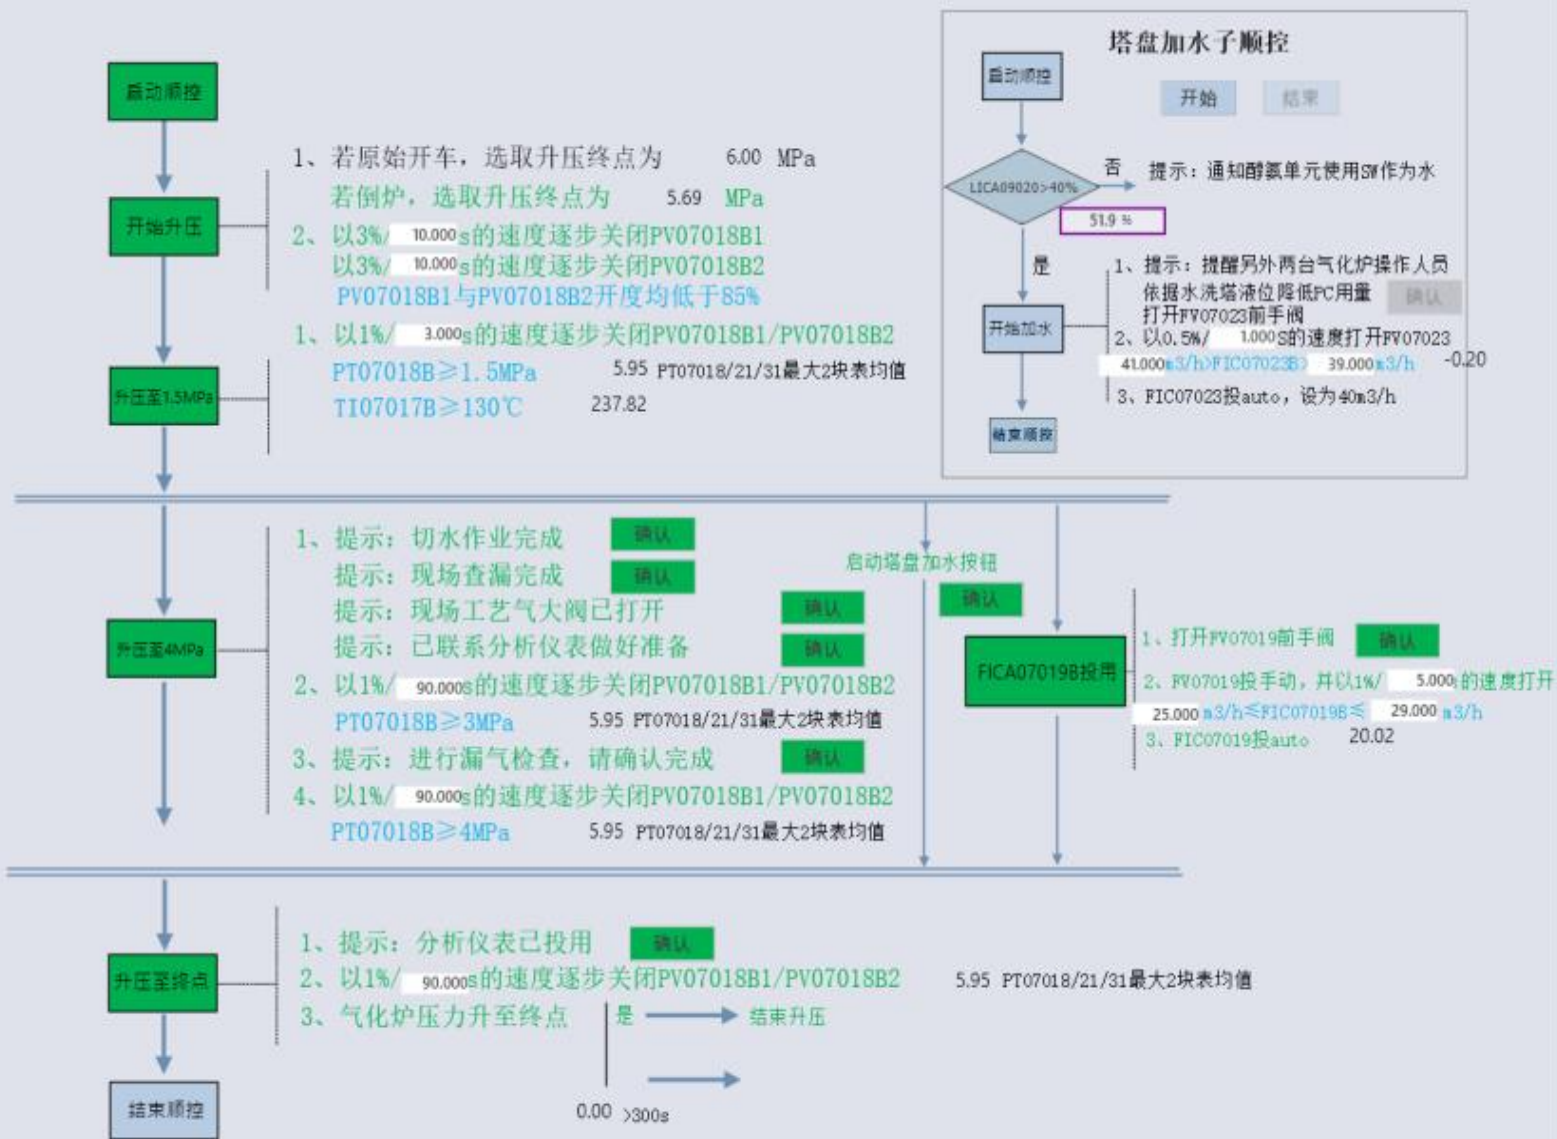 启动顺控
1、若原始开车，选取升压终点为 6.00 MPa
若倒炉，选取升压终点为 5.69 MPa
开始升压
2、以3%/ 10.000s的速度逐步关闭PV07018B1
以3%/ 10.000s的速度逐步关闭PV07018B2
PV07018B1与PV07018B2开度均低于85%
1、以1%/ 3.000s的速度逐步关闭PV07018B1/PV07018B2
PT07018B≥1.5MPa 5.95 PT07018/21/31最大2块表均值
升压至1.5MPa
TI07017B≥130℃ 237.82
塔盘加水子顺控
启动顺控
开始 结束
LICA09020>40%
否
提示：通知醇氨单元使用SW作为水
51.9 %
是
1、提示：提醒另外两台气化炉操作人员
依据水洗塔液位降低PC用量 确认
打开FV07023前手阀
开始加水
2、以0.5%/ 1.000S的速度打开FV07023
41.000m3/h>FIC07023B> 39.000m3/h -0.20
3、FIC07023投auto，设为40m3/h
结束顺控
1、提示：切水作业完成 确认
提示：现场查漏完成 确认
提示：现场工艺气大阀已打开 确认
升压至4MPa
提示：已联系分析仪表做好准备 确认
2、以1%/ 90.000s的速度逐步关闭PV07018B1/PV07018B2
PT07018B≥3MPa 5.95 PT07018/21/31最大2块表均值
3、提示：进行漏气检查，请确认完成 确认
4、以1%/ 90.000s的速度逐步关闭PV07018B1/PV07018B2
PT07018B≥4MPa 5.95 PT07018/21/31最大2块表均值
启动塔盘加水按钮
确认
FICA07019B投用
1、打开FV07019前手阀 确认
2、FV07019投手动，并以1%/ 5.000s的速度打开
25.000 m3/h≤FIC07019B≤ 29.000 m3/h
3、FIC07019投auto 20.02
1、提示：分析仪表已投用 确认
升压至终点
2、以1%/ 90.000s的速度逐步关闭PV07018B1/PV07018B2 5.95 PT07018/21/31最大2块表均值
3、气化炉压力升至终点 是 结束升压
结束顺控
0.00 >300s